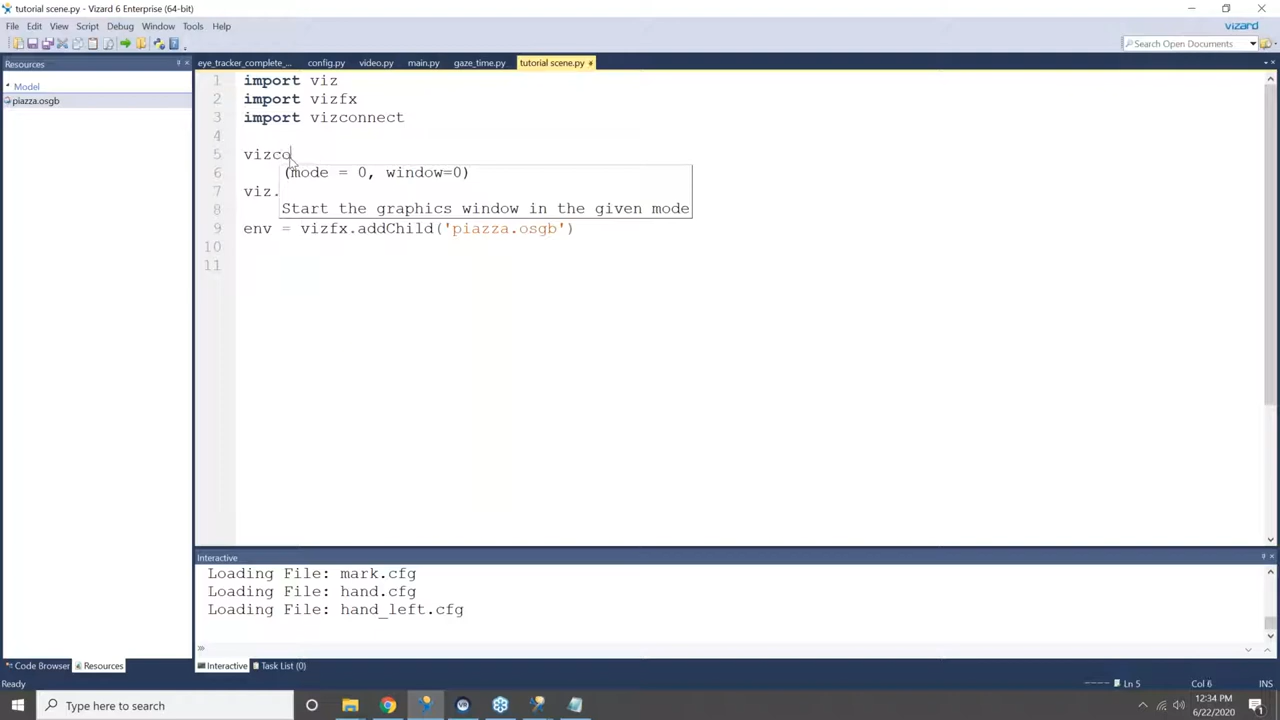 tutorial scene.py - Vizard 6 Enterprise (64-bit)
File Edit View Script Debug Window Tools Help
vizard
Search Open Documents
Resources
eye_tracker_complete_... config.py video.py main.py gaze_time.py tutorial scene.py
Model
piazza.osgb
1 import viz
2 import vizfx
3 import vizconnect
4
5 vizco
6 (mode = 0, window=0)
7 viz.
8 Start the graphics window in the given mode
9 env = vizfx.addChild('piazza.osgb')
10
11
Interactive
Loading File: mark.cfg
Loading File: hand.cfg
Loading File: hand_left.cfg
Code Browser Resources Interactive Task List (0)
Ready Ln 5 Col 6 INS
Type here to search
12:34 PM
6/22/2020